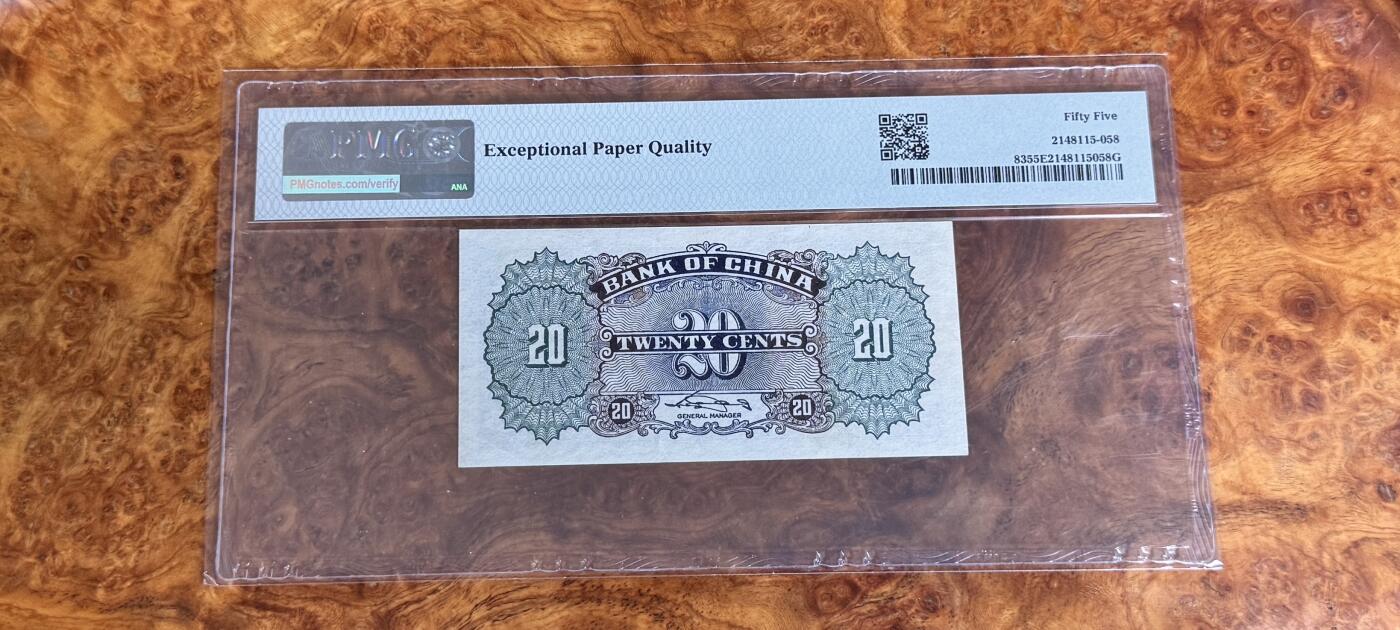 PMG
PMGnotes.com/verify
ANA
Exceptional Paper Quality
Fifty Five
2148115-058
8355E2148115058G
BANK OF CHINA
20
20
TWENTY CENTS
20
20
GENERAL MANAGER
20